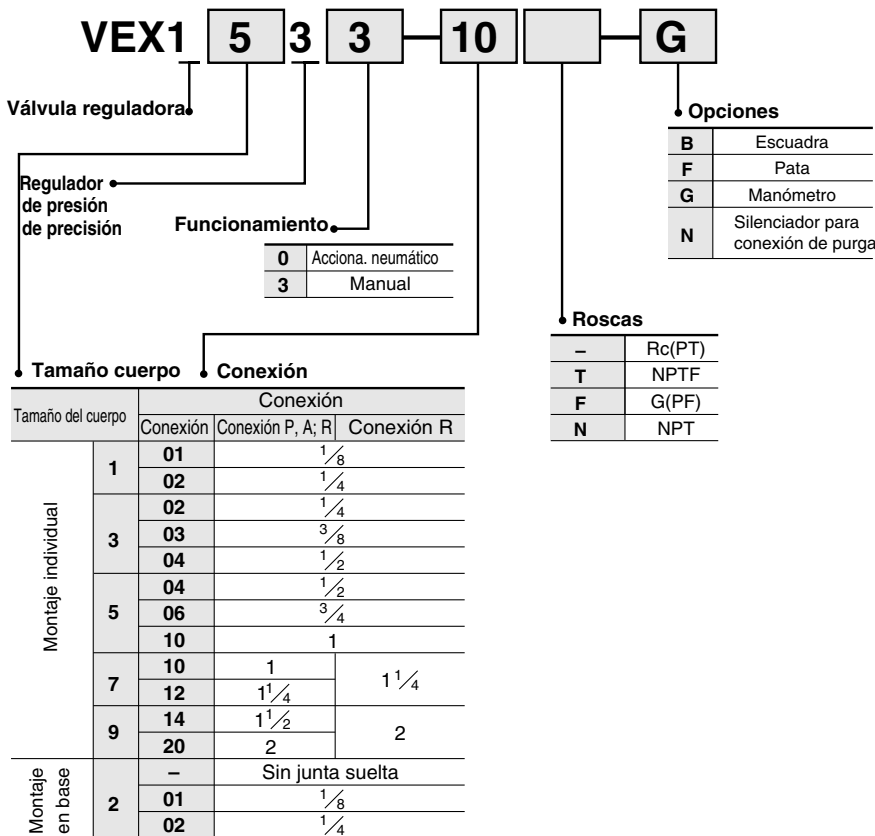 VEX1 5 3 3 — 10 — G
Válvula reguladora
Regulador
de presión
de precisión
Funcionamiento
0 Acciona. neumático
3 Manual
Opciones
B Escuadra
F Pata
G Manómetro
N Silenciador para
conexión de purga
Roscas
– Rc(PT)
T NPTF
F G(PF)
N NPT
Tamaño cuerpo Conexión
Tamaño del cuerpo Conexión
Conexión Conexión P, A; R Conexión R
Montaje individual
1 01 1/8
02 1/4
3 02 1/4
03 3/8
04 1/2
5 04 1/2
06 3/4
10 1
7 10 1 1 1/4
12 1 1/4
9 14 1 1/2 2
20 2
Montaje
en base
2 – Sin junta suelta
01 1/8
02 1/4